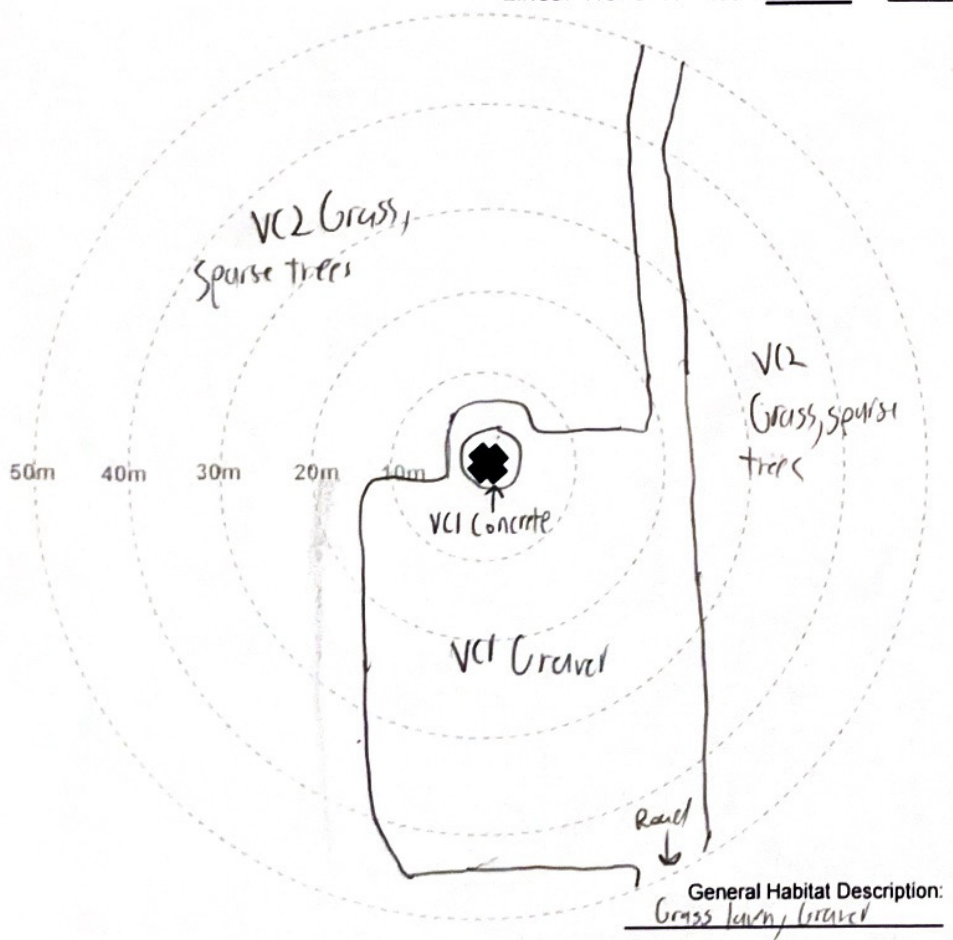 VC2 Grass,
sparse trees
VC2
Grass, sparse
trees
50m 40m 30m 20m 10m
VC1 Concrete
VC1 Gravel
Road
General Habitat Description:
Grass lawn, Gravel